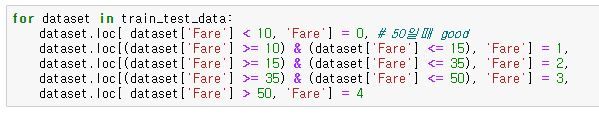 for dataset in train_test_data:
    dataset.loc[ dataset['Fare'] < 10, 'Fare'] = 0, # 50일때 good
    dataset.loc[(dataset['Fare'] >= 10) & (dataset['Fare'] <= 15), 'Fare'] = 1,
    dataset.loc[(dataset['Fare'] >= 15) & (dataset['Fare'] <= 35), 'Fare'] = 2,
    dataset.loc[(dataset['Fare'] >= 35) & (dataset['Fare'] <= 50), 'Fare'] = 3,
    dataset.loc[ dataset['Fare'] > 50, 'Fare'] = 4